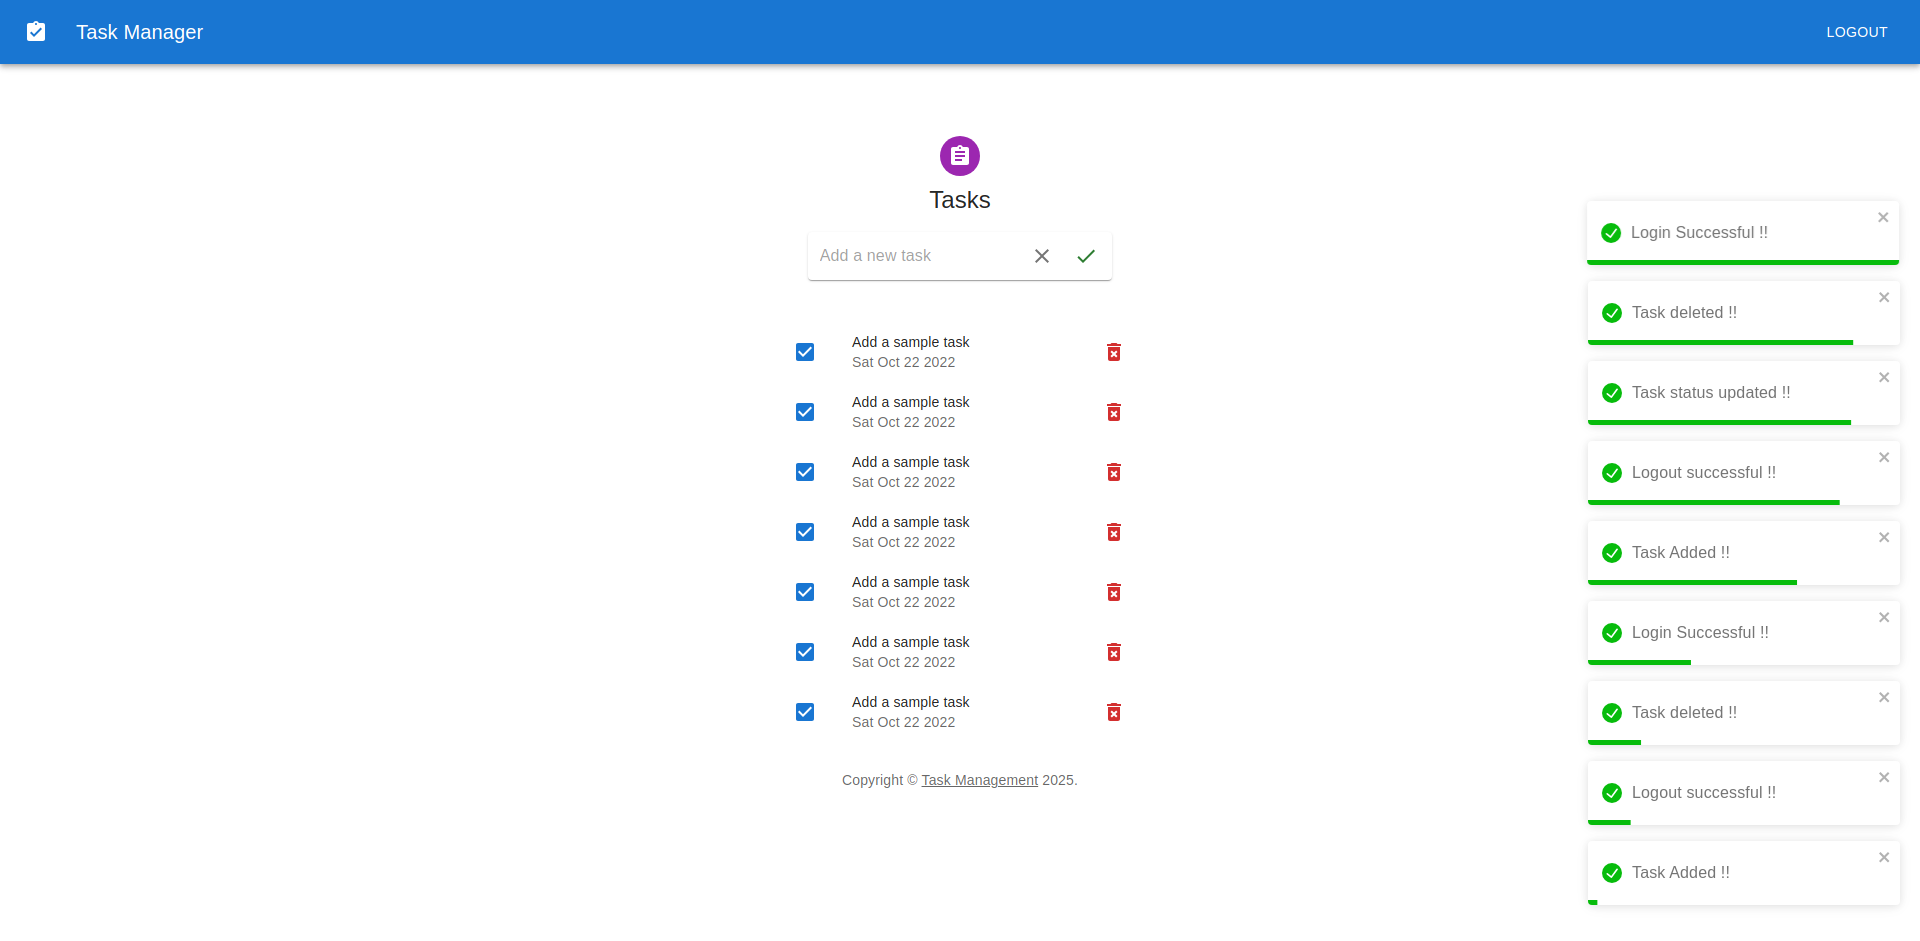 Task Manager
LOGOUT
Tasks
Add a new task
Add a sample task
Sat Oct 22 2022
Add a sample task
Sat Oct 22 2022
Add a sample task
Sat Oct 22 2022
Add a sample task
Sat Oct 22 2022
Add a sample task
Sat Oct 22 2022
Add a sample task
Sat Oct 22 2022
Add a sample task
Sat Oct 22 2022
Copyright © Task Management 2025.
Login Successful !!
Task deleted !!
Task status updated !!
Logout successful !!
Task Added !!
Login Successful !!
Task deleted !!
Logout successful !!
Task Added !!